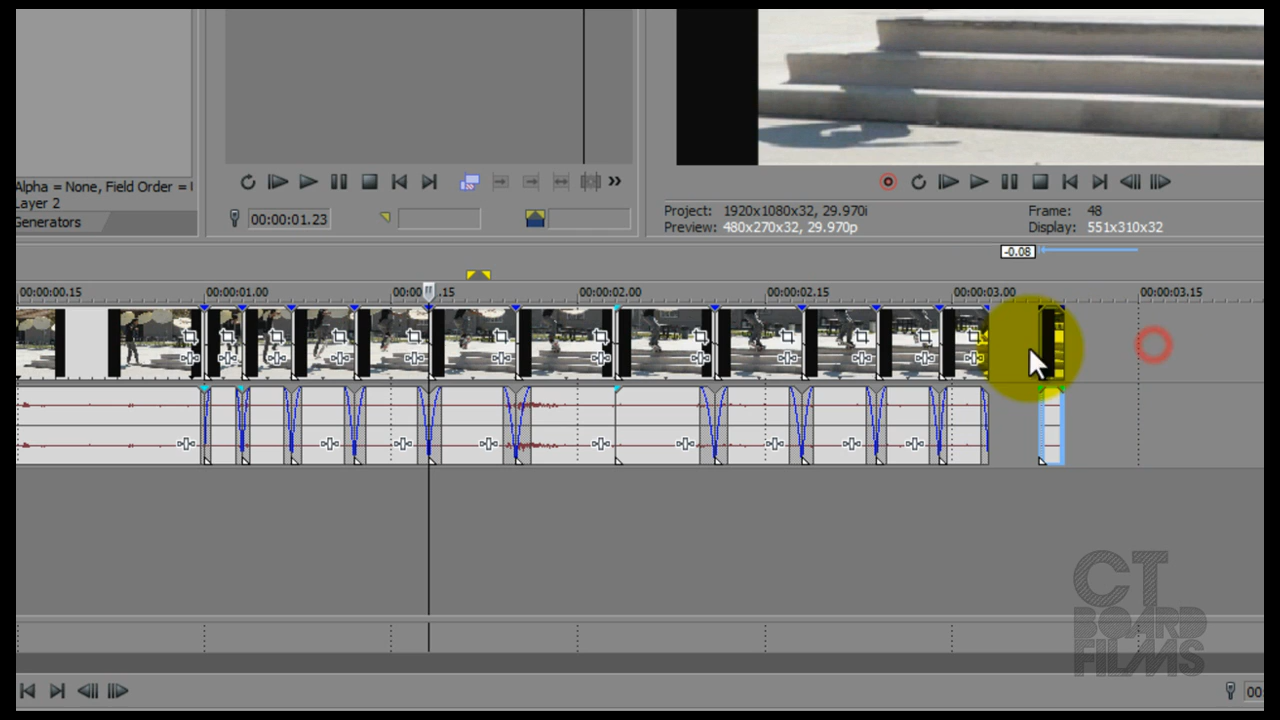 Alpha = None, Field Order =
Layer 2
Generators
00:00:01.23
Project: 1920x1080x32, 29.970i
Preview: 480x270x32, 29.970p
Frame: 48
Display: 551x310x32
-0.08
00:00:00.15
00:00:01.00
00:00
.15
00:00:02.00
00:00:02.15
00:00:03.00
00:00:03.15
CT
BOARD
FILMS
00